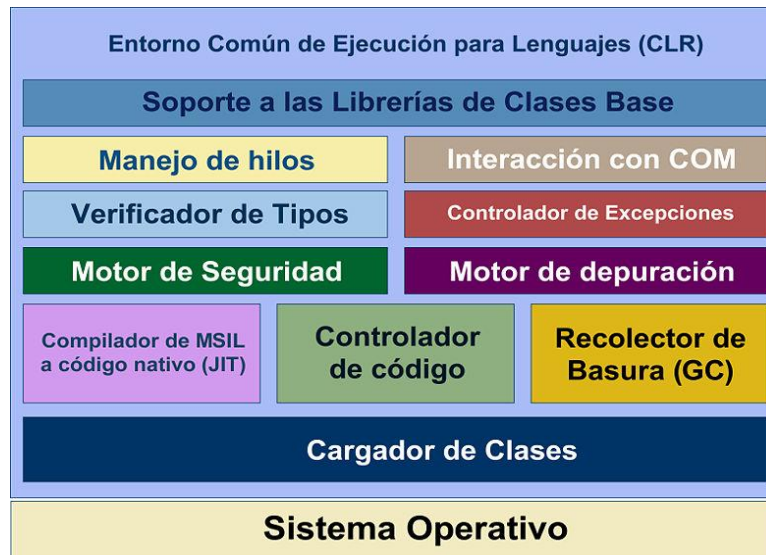 Entorno Común de Ejecución para Lenguajes (CLR)
Soporte a las Librerías de Clases Base
Manejo de hilos
Interacción con COM
Verificador de Tipos
Controlador de Excepciones
Motor de Seguridad
Motor de depuración
Compilador de MSIL
a código nativo (JIT)
Controlador
de código
Recolector de
Basura (GC)
Cargador de Clases
Sistema Operativo